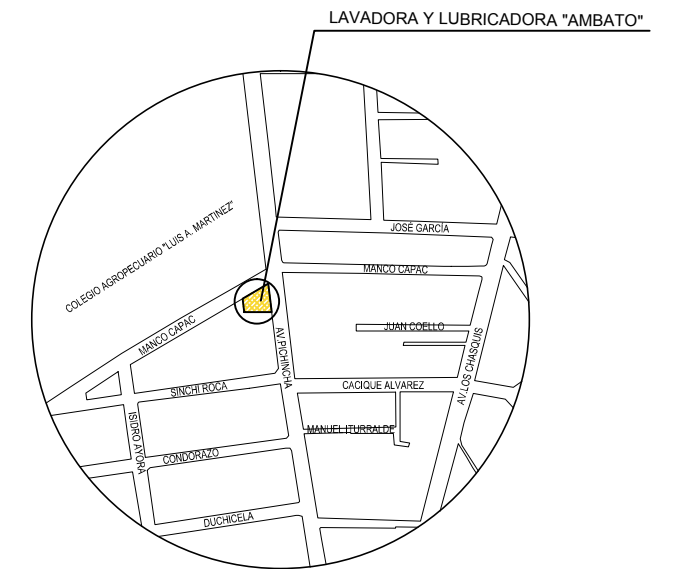 LAVADORA Y LUBRICADORA "AMBATO"
COLEGIO AGROPECUARIO "LUIS A. MARTINEZ"
JOSÉ GARCÍA
MANCO CAPAC
MANCO CAPAC
JUAN COELLO
AV.PICHINCHA
AV.LOS CHASQUIS
SINCHI ROCA
CACIQUE ALVAREZ
ISIDRO AYORA
MANUEL ITURRALDE
CONDORAZO
DUCHICELA